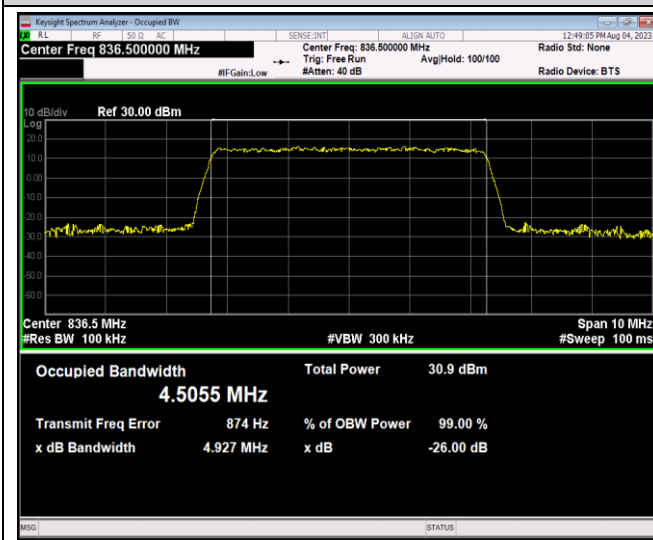 Keysight Spectrum Analyzer - Occupied BW
RL RF 50 Ω AC SENSE:INT ALIGN AUTO 12:49:05 PM Aug 04, 2023
Center Freq 836.500000 MHz Center Freq: 836.500000 MHz Radio Std: None
Trig: Free Run Avg|Hold: 100/100
#IFGain:Low #Atten: 40 dB Radio Device: BTS
10 dB/div Ref 30.00 dBm
Log
20.0
10.0
0.00
-10.0
-20.0
-30.0
-40.0
-50.0
-60.0
Center 836.5 MHz Span 10 MHz
#Res BW 100 kHz #VBW 300 kHz #Sweep 100 ms
Occupied Bandwidth Total Power 30.9 dBm
4.5055 MHz
Transmit Freq Error 874 Hz % of OBW Power 99.00 %
x dB Bandwidth 4.927 MHz x dB -26.00 dB
MSG STATUS